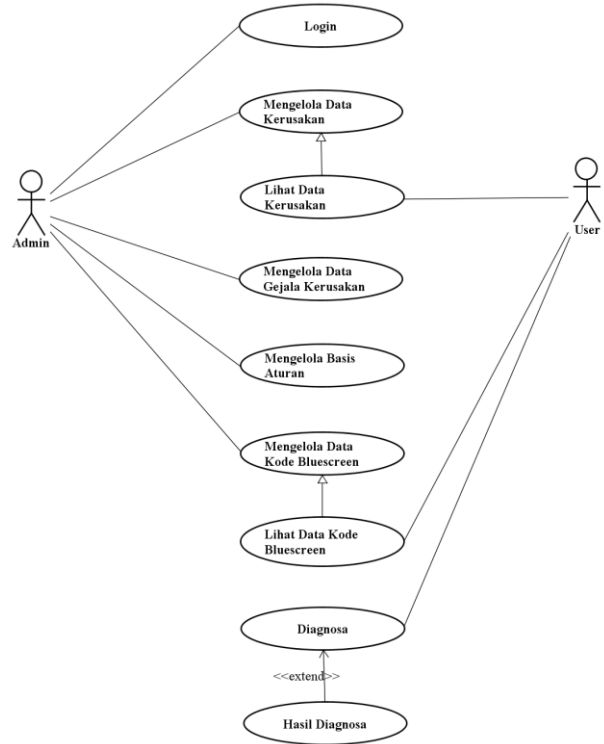 Login
Mengelola Data
Kerusakan
Lihat Data
Kerusakan
Admin
User
Mengelola Data
Gejala Kerusakan
Mengelola Basis
Aturan
Mengelola Data
Kode Bluescreen
Lihat Data Kode
Bluescreen
Diagnosa
<<extend>>
Hasil Diagnosa